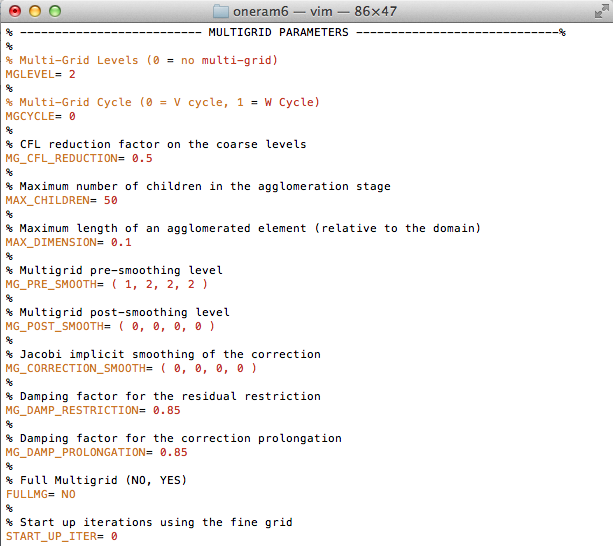 oneram6 — vim — 86×47
% -------------------------- MULTIGRID PARAMETERS -----------------------------%
%
% Multi-Grid Levels (0 = no multi-grid)
MGLEVEL= 2
%
% Multi-Grid Cycle (0 = V cycle, 1 = W Cycle)
MGCYCLE= 0
%
% CFL reduction factor on the coarse levels
MG_CFL_REDUCTION= 0.5
%
% Maximum number of children in the agglomeration stage
MAX_CHILDREN= 50
%
% Maximum length of an agglomerated element (relative to the domain)
MAX_DIMENSION= 0.1
%
% Multigrid pre-smoothing level
MG_PRE_SMOOTH= ( 1, 2, 2, 2 )
%
% Multigrid post-smoothing level
MG_POST_SMOOTH= ( 0, 0, 0, 0 )
%
% Jacobi implicit smoothing of the correction
MG_CORRECTION_SMOOTH= ( 0, 0, 0, 0 )
%
% Damping factor for the residual restriction
MG_DAMP_RESTRICTION= 0.85
%
% Damping factor for the correction prolongation
MG_DAMP_PROLONGATION= 0.85
%
% Full Multigrid (NO, YES)
FULLMG= NO
%
% Start up iterations using the fine grid
START_UP_ITER= 0